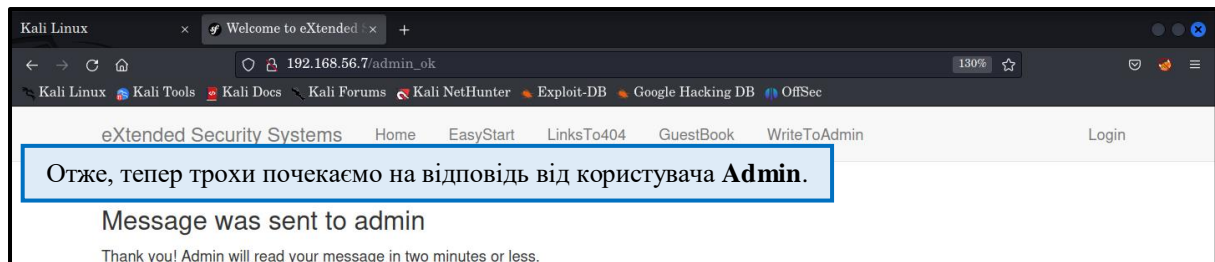 Kali Linux × Welcome to eXtended S × +
192.168.56.7/admin_ok 130%
Kali Linux Kali Tools Kali Docs Kali Forums Kali NetHunter Exploit-DB Google Hacking DB OffSec
eXtended Security Systems Home EasyStart LinksTo404 GuestBook WriteToAdmin Login
Отже, тепер трохи почекаємо на відповідь від користувача Admin.
Message was sent to admin
Thank you! Admin will read your message in two minutes or less.